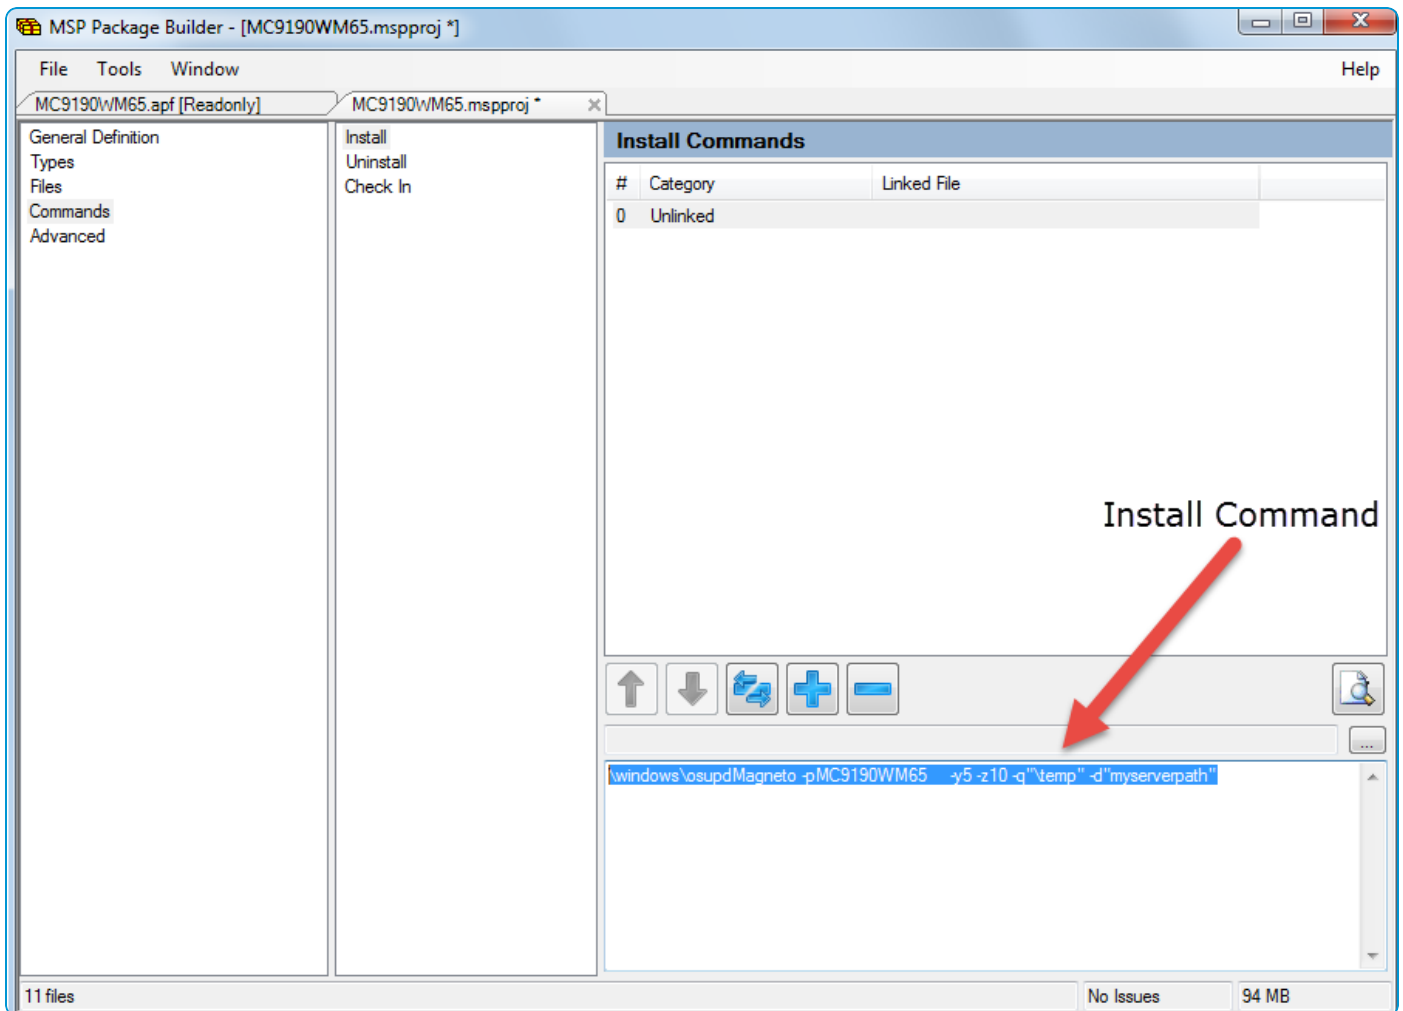 MSP Package Builder - [MC9190WM65.mspproj *]
File Tools Window Help
MC9190WM65.apf [Readonly] MC9190WM65.mspproj *
General Definition
Types
Files
Commands
Advanced
Install
Uninstall
Check In
Install Commands
# Category Linked File
0 Unlinked
Install Command
...
\windows\osupdMagneto -pMC9190WM65 -y5 -z10 -q"\temp" -d"myserverpath"
11 files No Issues 94 MB